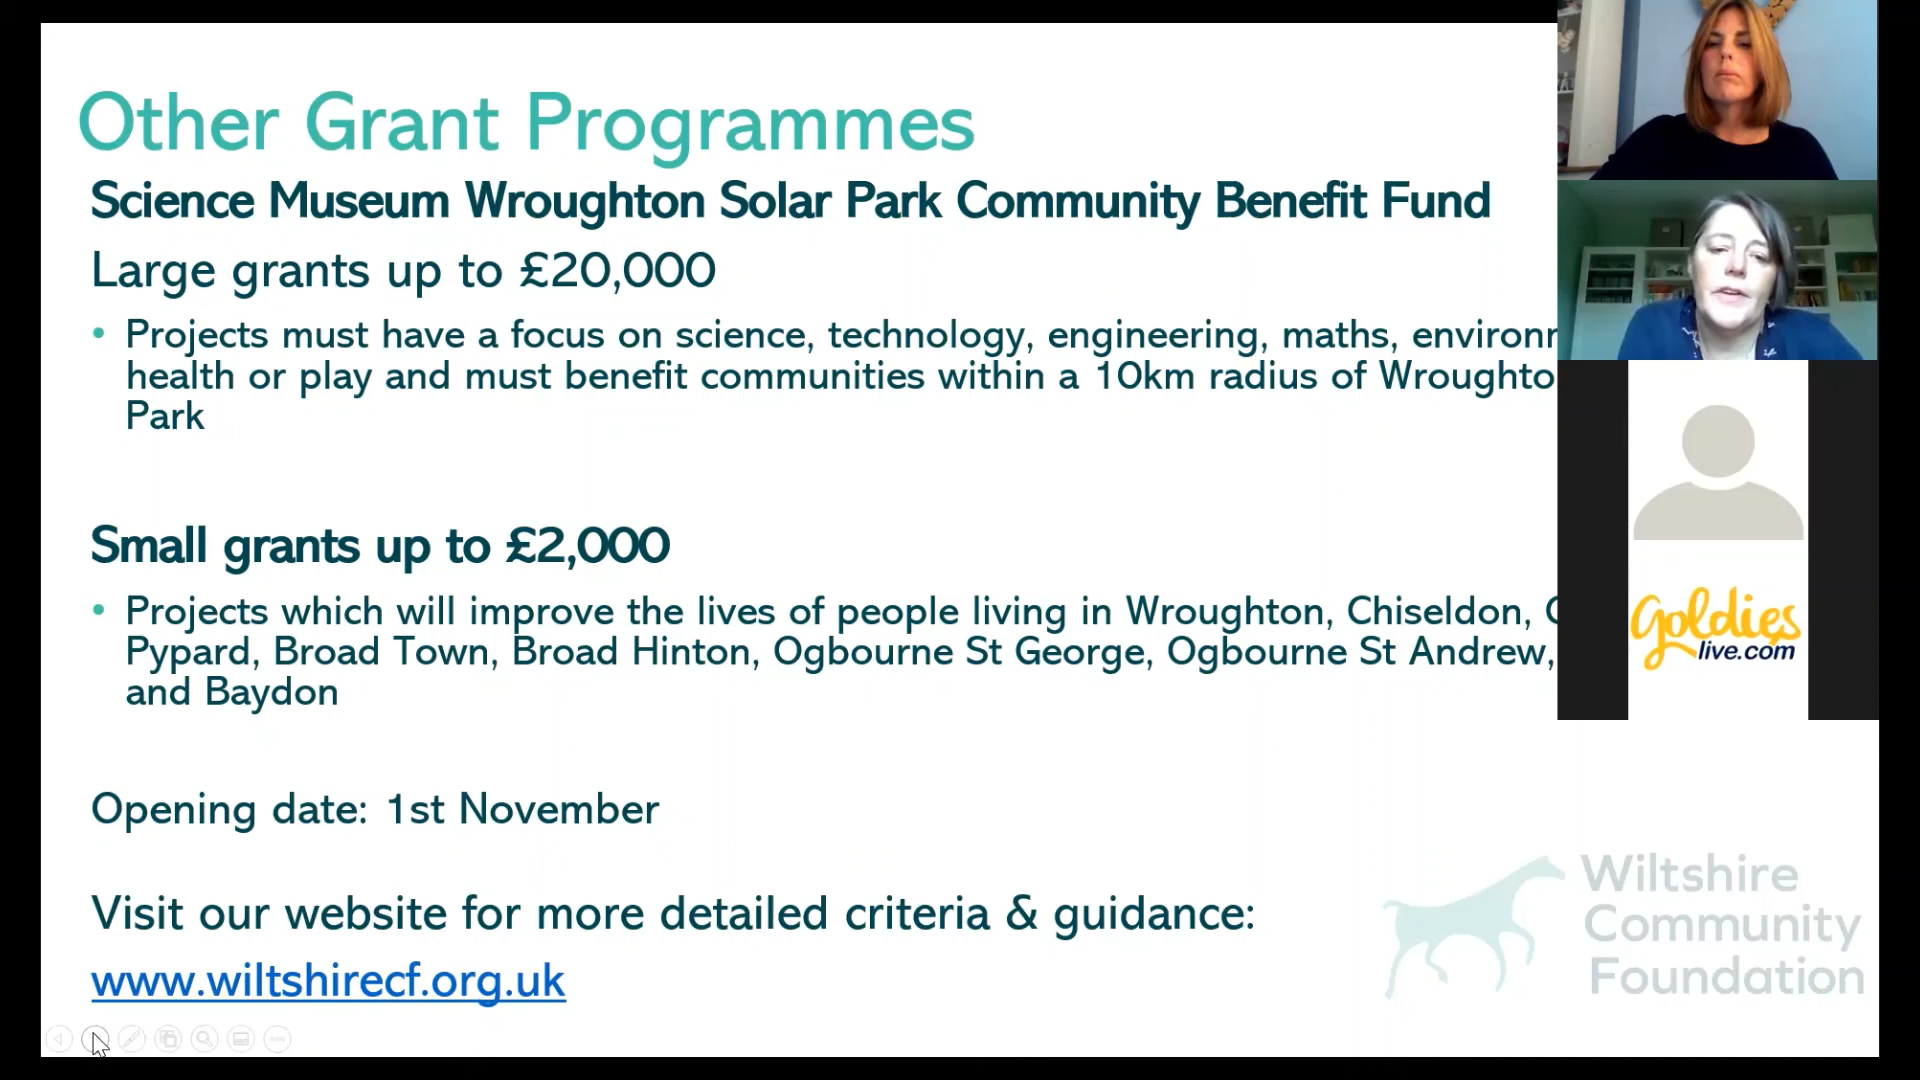 Other Grant Programmes
Science Museum Wroughton Solar Park Community Benefit Fund
Large grants up to £20,000
• Projects must have a focus on science, technology, engineering, maths,
health or play and must benefit communities within a 10km radius of
Park
Small grants up to £2,000
• Projects which will improve the lives of people living in Wroughton, Chiseldon,
Pypard, Broad Town, Broad Hinton, Ogbourne St George, Ogbourne St Andrew,
and Baydon
Opening date: 1st November
Visit our website for more detailed criteria & guidance:
www.wiltshirecf.org.uk
goldies
live.com
Wiltshire
Community
Foundation